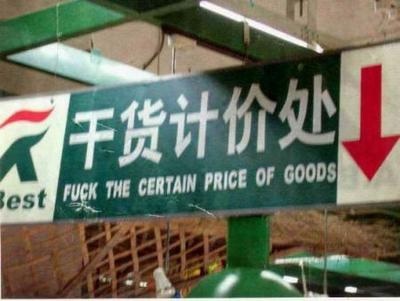 干货计价处
FUCK THE CERTAIN PRICE OF GOODS
Best